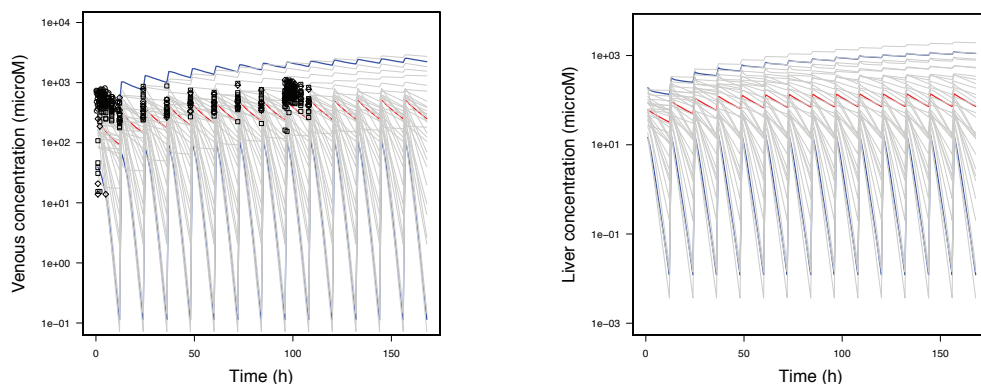 Venous concentration (microM)
1e+04
1e+03
1e+02
1e+01
1e+00
1e−01
0
50
100
150
Time (h)
Liver concentration (microM)
1e+03
1e+01
1e−01
1e−03
0
50
100
150
Time (h)